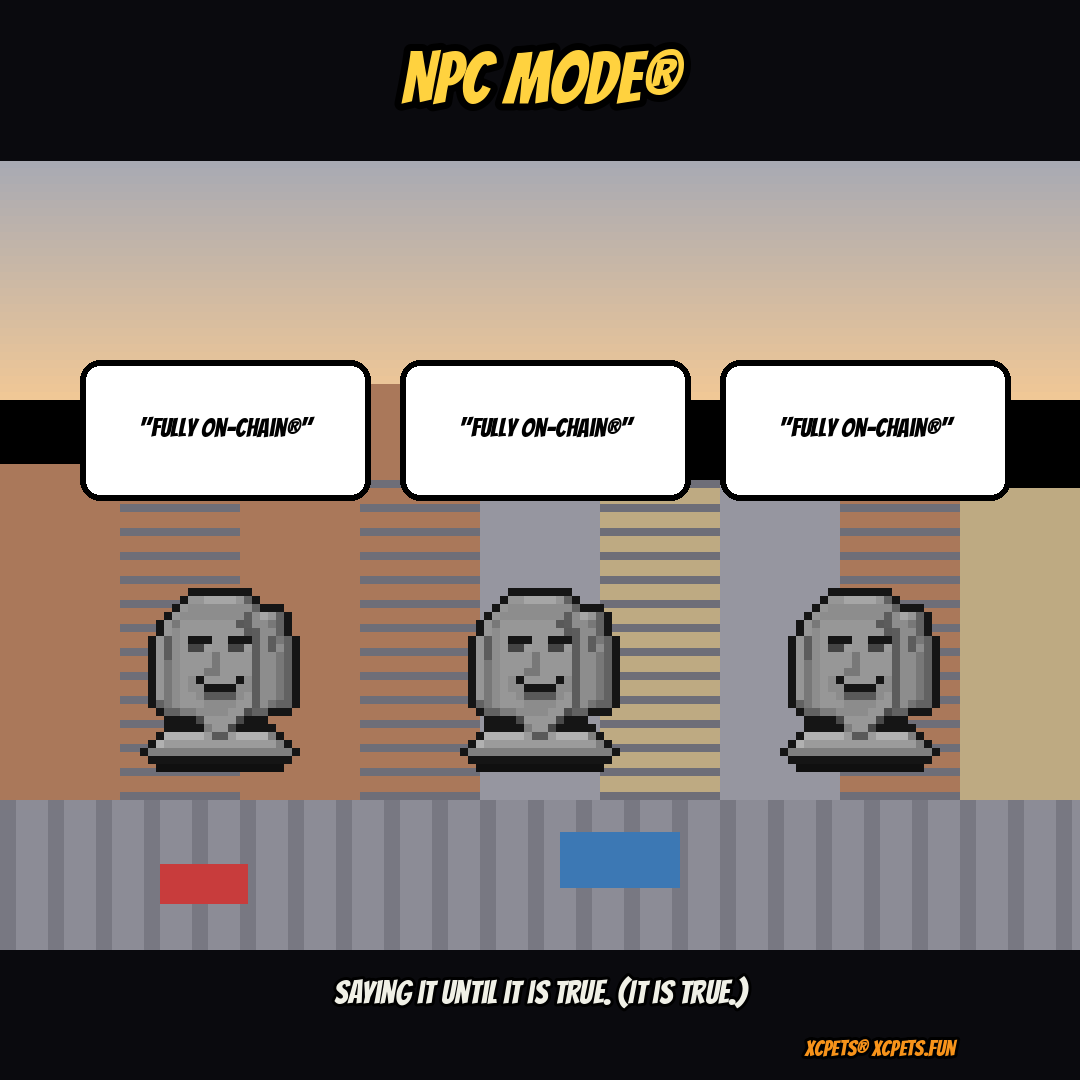 NPC MODE®
"FULLY ON-CHAIN®"
"FULLY ON-CHAIN®"
"FULLY ON-CHAIN®"
SAYING IT UNTIL IT IS TRUE. (IT IS TRUE.)
XCPETS® XCPETS.FUN